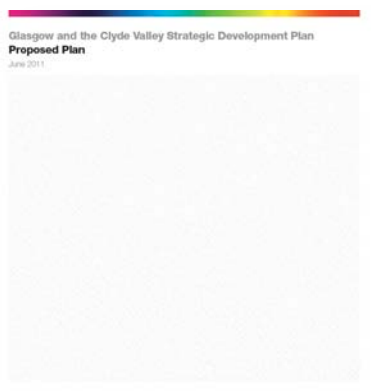 Glasgow and the Clyde Valley Strategic Development Plan
Proposed Plan
June 2011